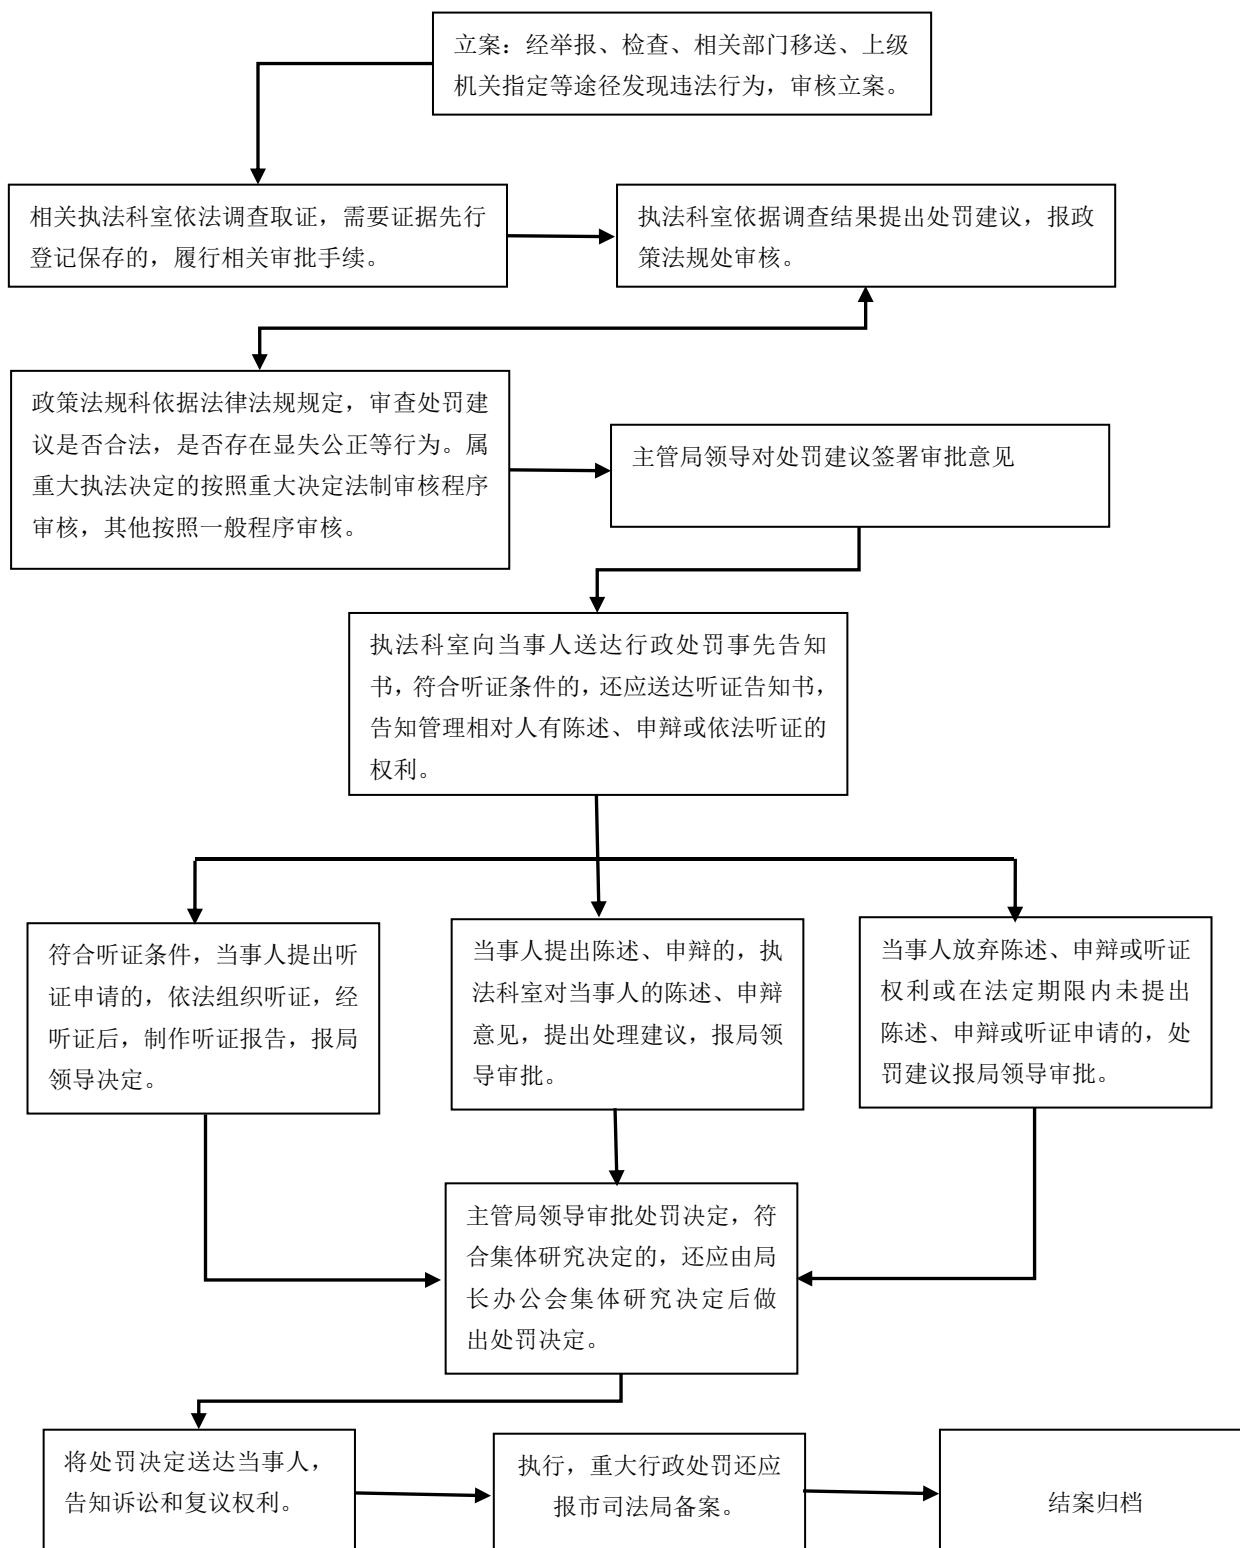 立案：经举报、检查、相关部门移送、上级
机关指定等途径发现违法行为，审核立案。
相关执法科室依法调查取证，需要证据先行
登记保存的，履行相关审批手续。
执法科室依据调查结果提出处罚建议，报政
策法规处审核。
政策法规科依据法律法规规定，审查处罚建
议是否合法，是否存在显失公正等行为。属
重大执法决定的按照重大决定法制审核程序
审核，其他按照一般程序审核。
主管局领导对处罚建议签署审批意见
执法科室向当事人送达行政处罚事先告知
书，符合听证条件的，还应送达听证告知书，
告知管理相对人有陈述、申辩或依法听证的
权利。
符合听证条件，当事人提出听
证申请的，依法组织听证，经
听证后，制作听证报告，报局
领导决定。
当事人提出陈述、申辩的，执
法科室对当事人的陈述、申辩
意见，提出处理建议，报局领
导审批。
当事人放弃陈述、申辩或听证
权利或在法定期限内未提出
陈述、申辩或听证申请的，处
罚建议报局领导审批。
主管局领导审批处罚决定，符
合集体研究决定的，还应由局
长办公会集体研究决定后做
出处罚决定。
将处罚决定送达当事人，
告知诉讼和复议权利。
执行，重大行政处罚还应
报市司法局备案。
结案归档